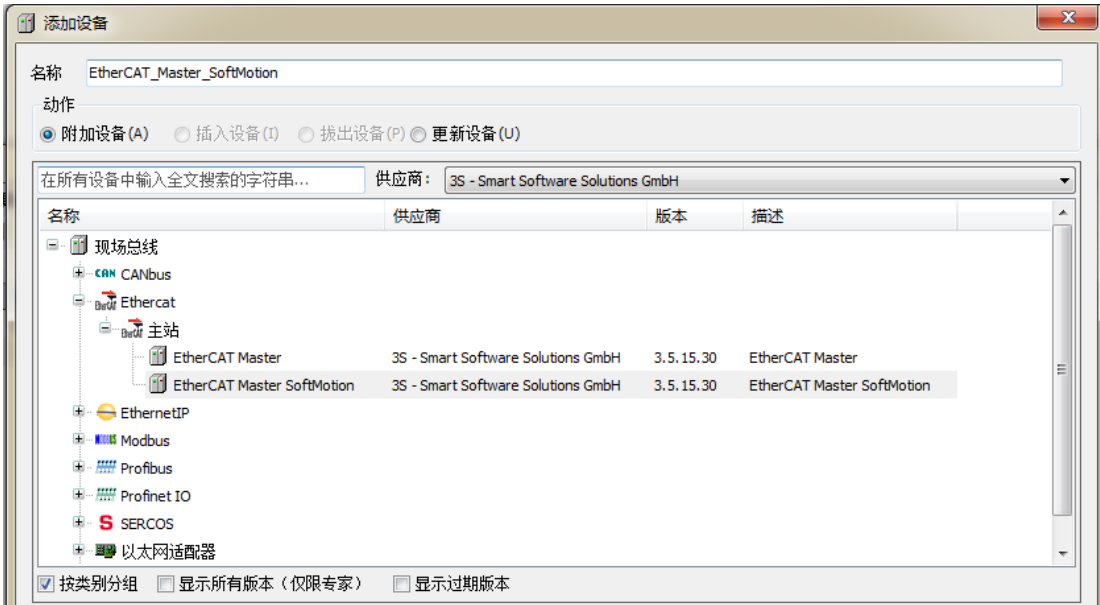 添加设备
名称 EtherCAT_Master_SoftMotion
动作
附加设备(A) 插入设备(I) 拔出设备(P) 更新设备(U)
在所有设备中输入全文搜索的字符串... 供应商： 3S - Smart Software Solutions GmbH
名称 供应商 版本 描述
现场总线
CAN CANbus
EtherCAT Ethercat
EtherCAT 主站
EtherCAT Master 3S - Smart Software Solutions GmbH 3.5.15.30 EtherCAT Master
EtherCAT Master SoftMotion 3S - Smart Software Solutions GmbH 3.5.15.30 EtherCAT Master SoftMotion
EthernetIP
MODBUS Modbus
Profibus
Profinet IO
S SERCOS
以太网适配器
按类别分组 显示所有版本（仅限专家） 显示过期版本